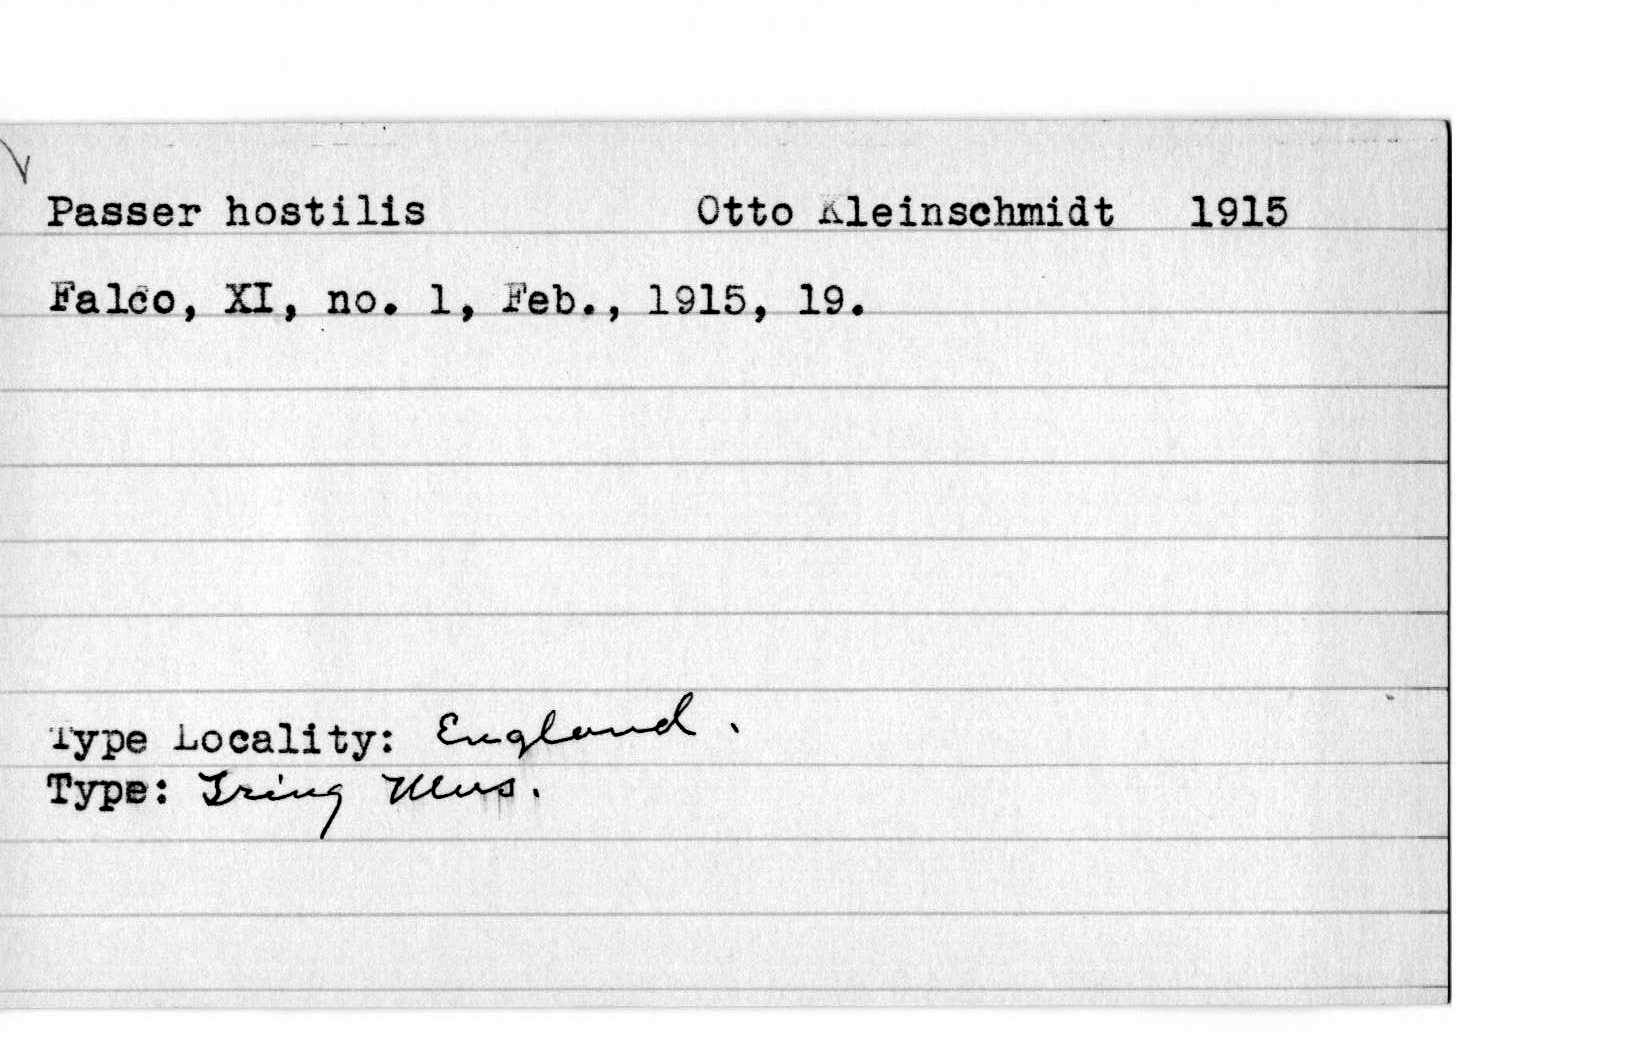 Passer hostilis Otto Kleinschmidt 1915
Falco, XI, no. 1, Feb., 1915, 19.
Type Locality: England.
Type: Tring Mus.